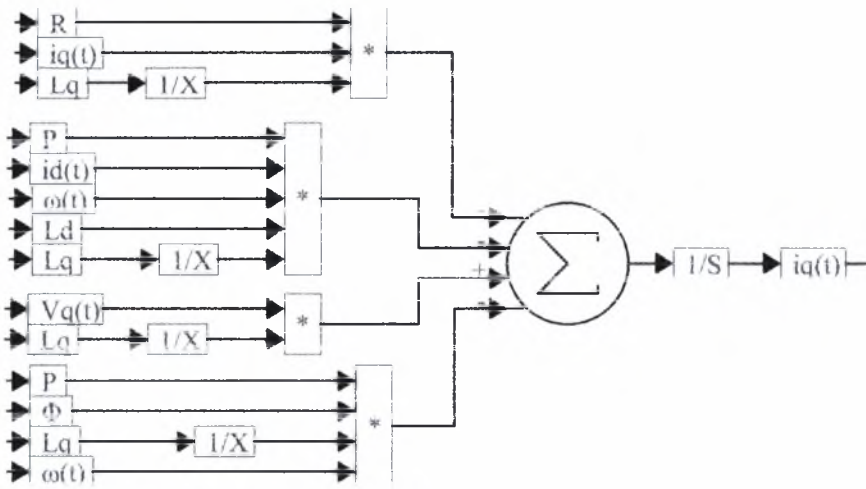 R
iq(t)
*
Lq 1/X
P
id(t)
ω(t)
*
-
Ld
-
Lq 1/X
Σ
1/S iq(t)
+
Vq(t)
*
-
Lq 1/X
P
Φ
*
Lq 1/X
ω(t)